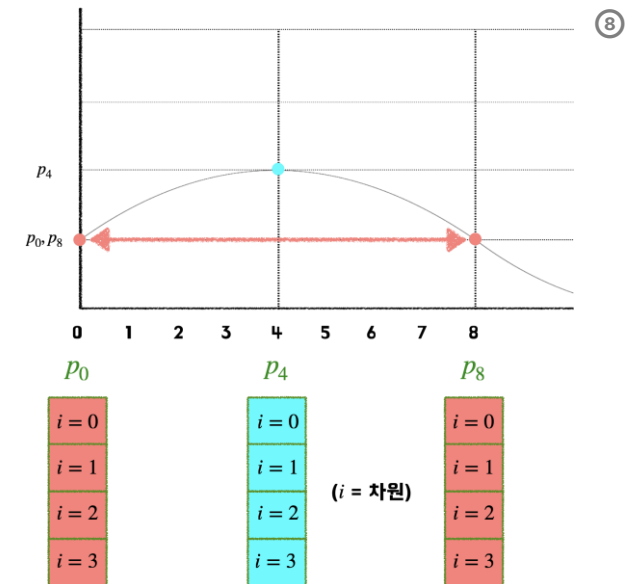 ⑧
p₄
p₀, p₈
0 1 2 3 4 5 6 7 8
p₀ p₄ p₈
i = 0 i = 0 i = 0
i = 1 i = 1 i = 1
(i = 차원)
i = 2 i = 2 i = 2
i = 3 i = 3 i = 3